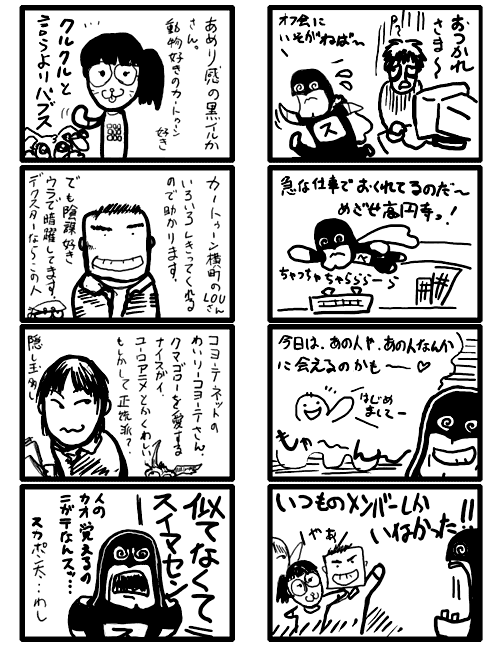 オフ会に
いそがねば〜
おつかれ
さま〜
ス
急な仕事でおくれてるのだ〜
めざせ高円寺っ!
ちゃっちゃちゃらららーら
今日は、あの人や、あの人なんか
に会えるのかも〜〜♡
はじめ
まして〜
もゃ〜ん〜
いつものメンバーしか
いなかった!!
やあ
あめり感の黒イルか
さん。
動物好きのカートゥーン
好き
クルクルと
言うよりバブス
カートゥーン横町のLOUさん
いろいろしきってくれる
ので助かります。
でも陰謀好き
ウラで暗躍してます。
デクスターならこの人
コヨーテネットの
わいりーコヨーテさん。
クマゴローを愛する
ナイスガイ。
ユーロアニメとかくわしい
もしかして正統派?
隠し玉あり
似てなくて
スイマセン
人の
カオ覚えるの
ニガテなんスッ…
スカポン天…わし
ス